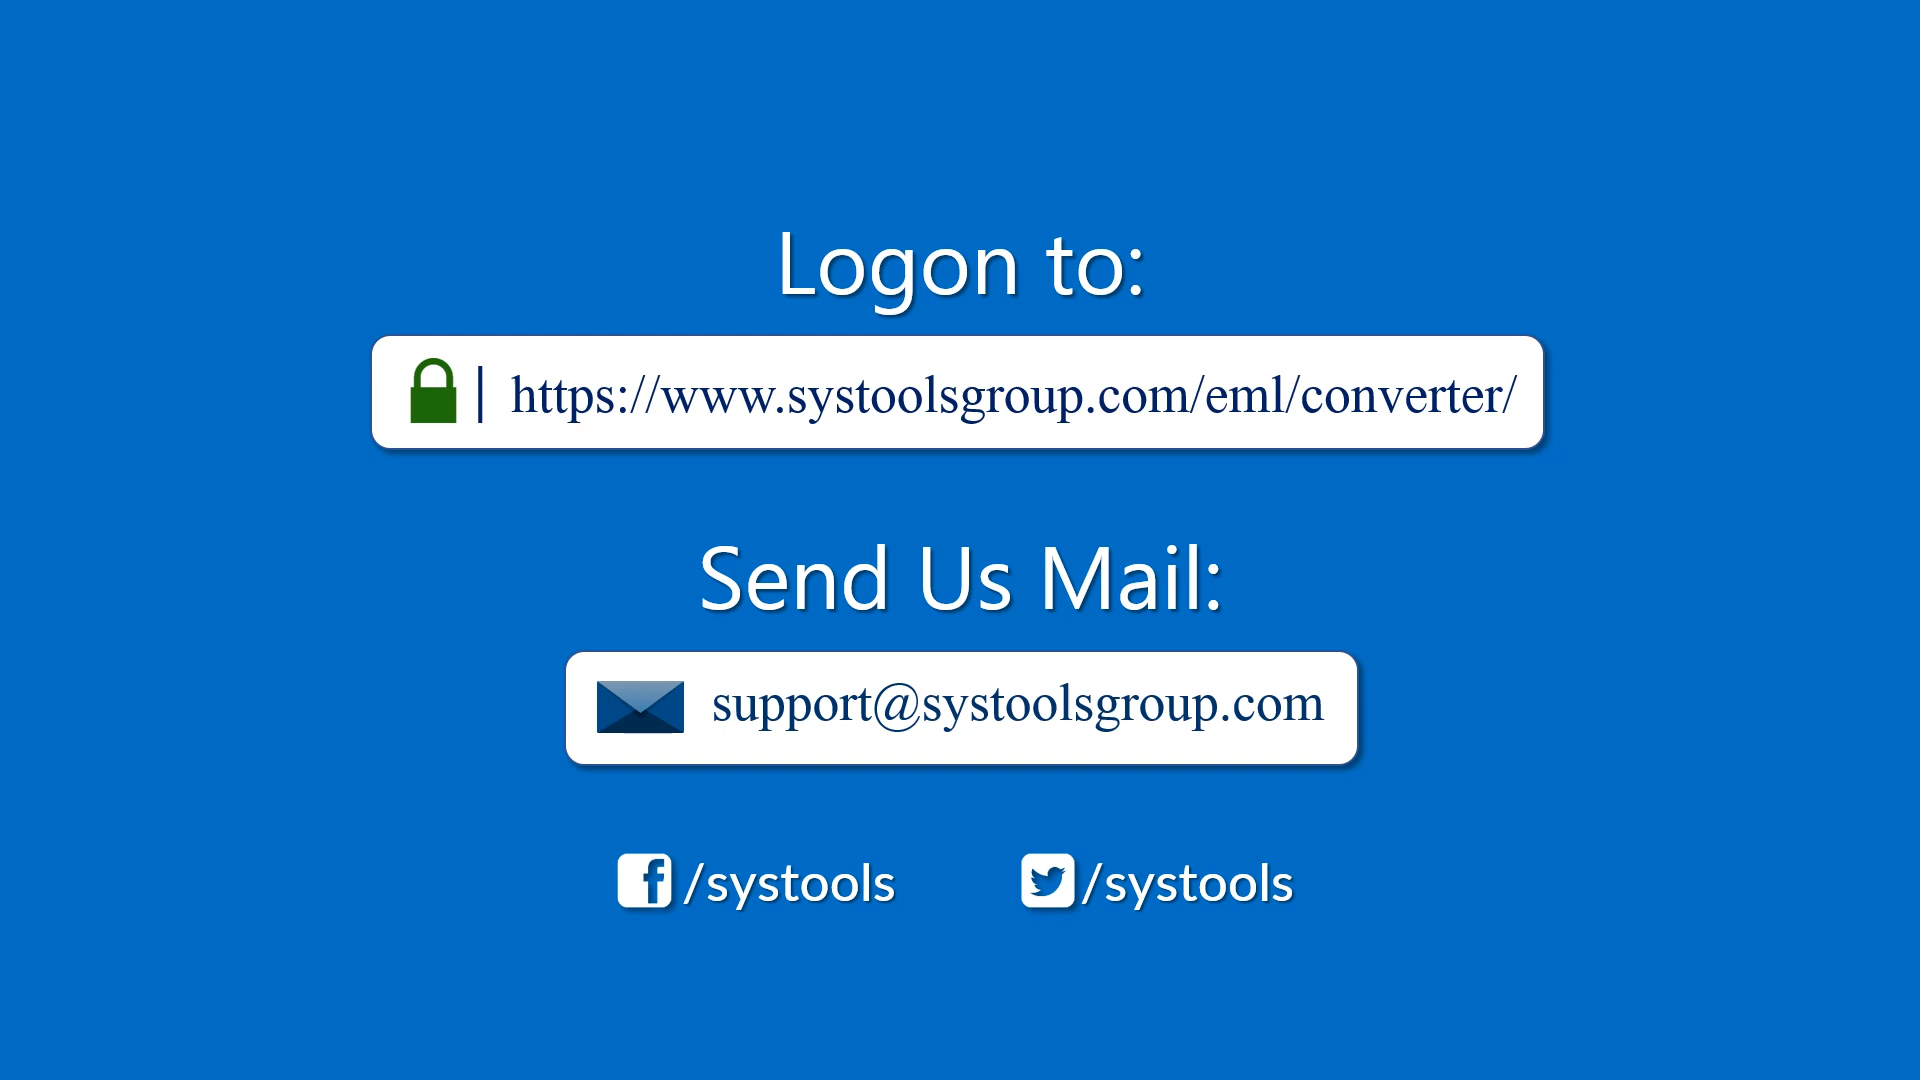 Logon to:
https://www.systoolsgroup.com/eml/converter/
Send Us Mail:
support@systoolsgroup.com
/systools /systools